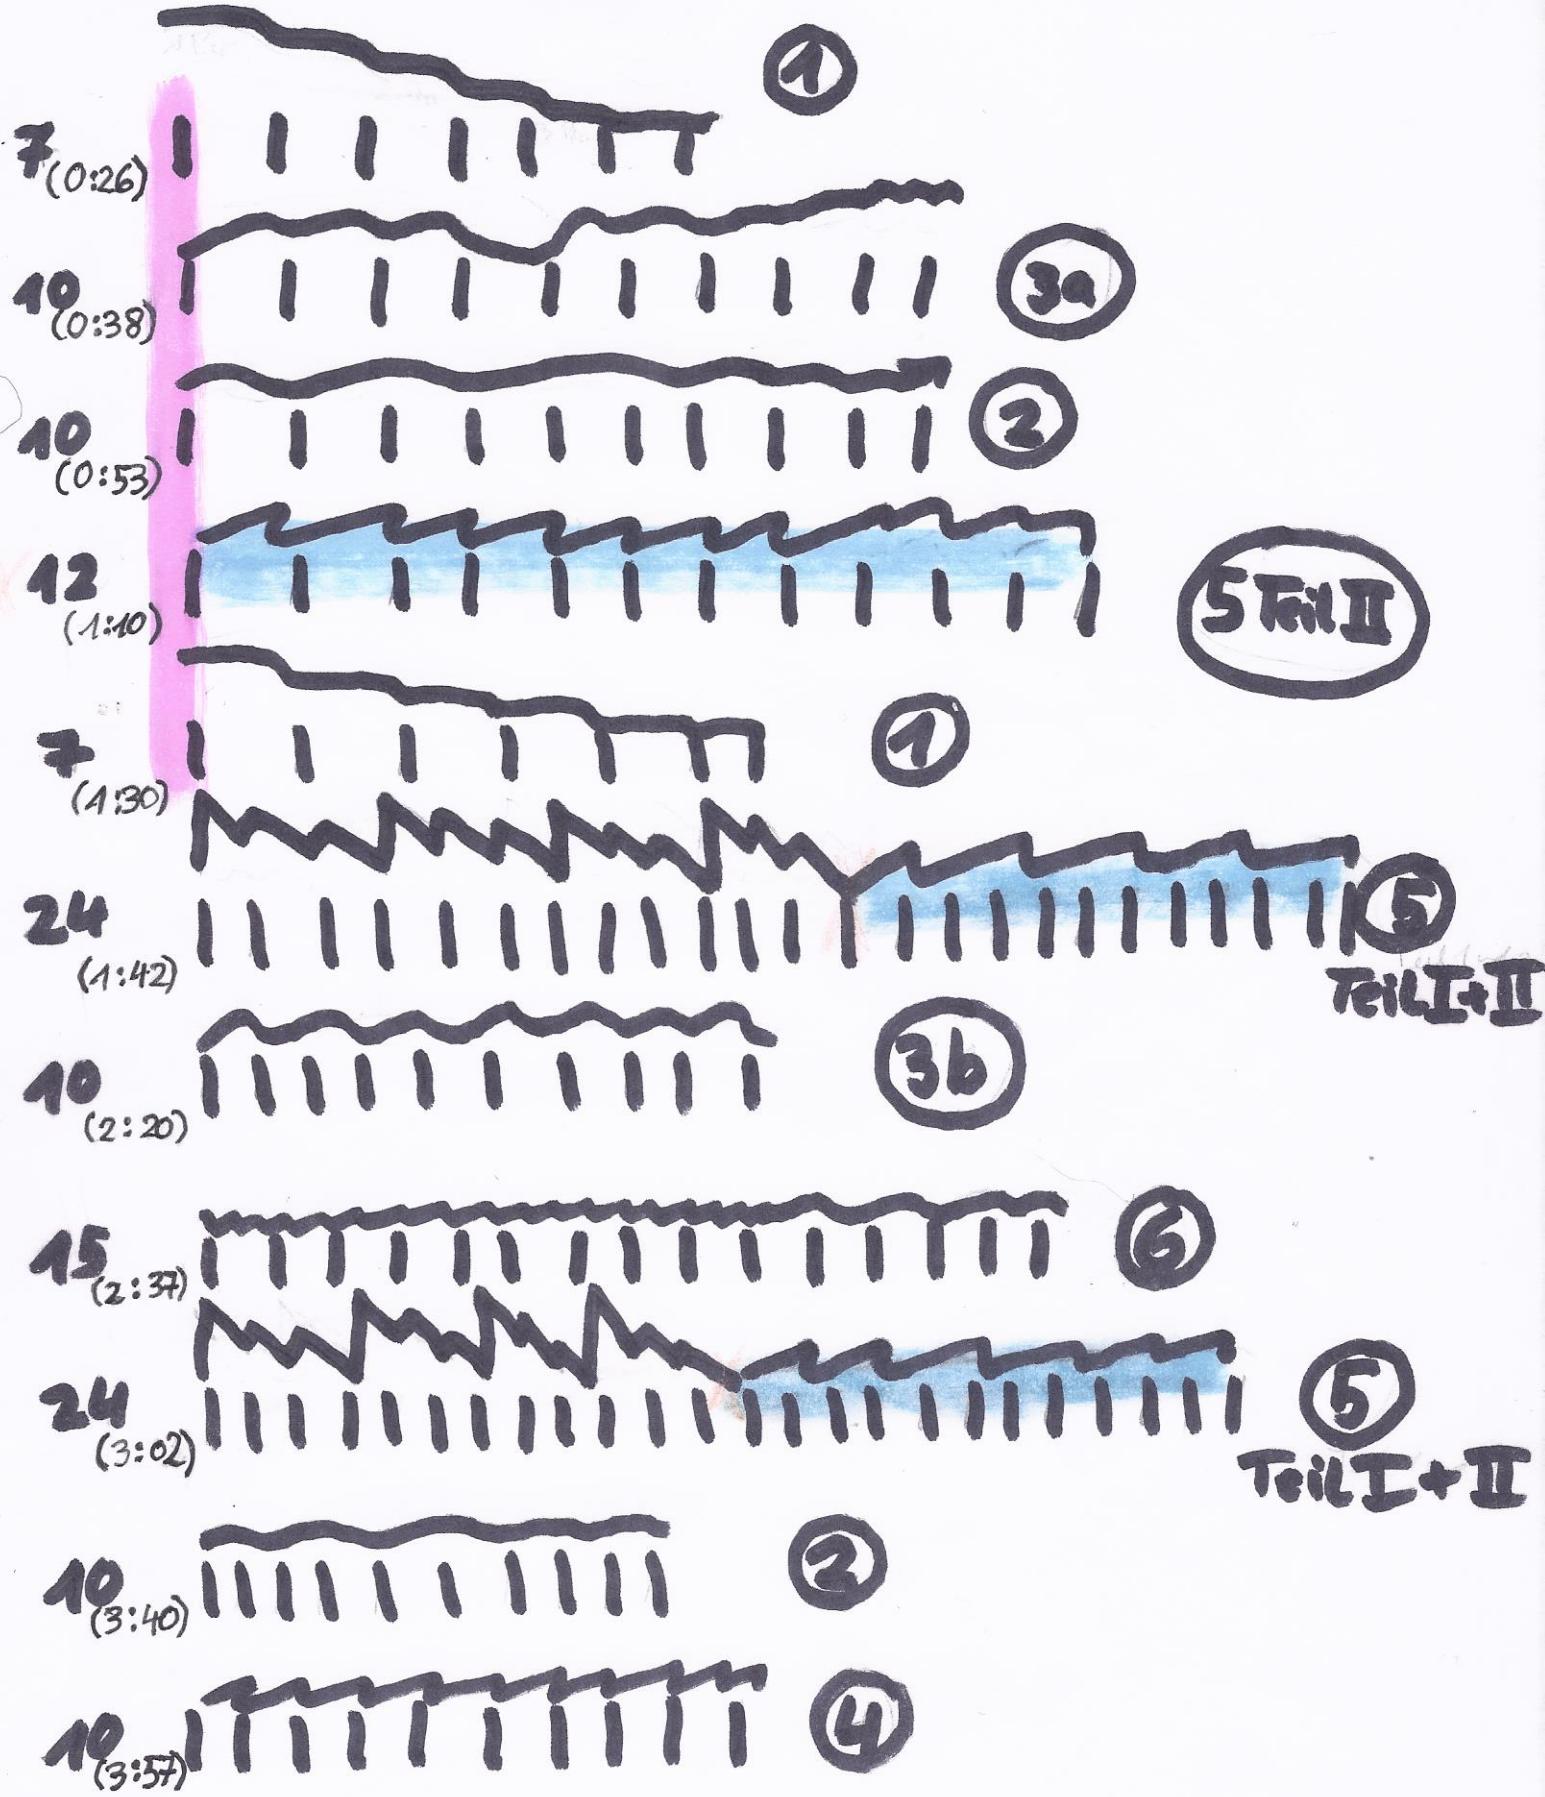 1
7 (0:26)
10 (0:38) 3a
10 (0:53) 2
12 (1:10) 5 Teil II
7 (1:30) 1
24 (1:42) 5
Teil I+II
10 (2:20) 3b
15 (2:37) 6
24 (3:02) 5
Teil I+II
10 (3:40) 2
10 (3:57) 4